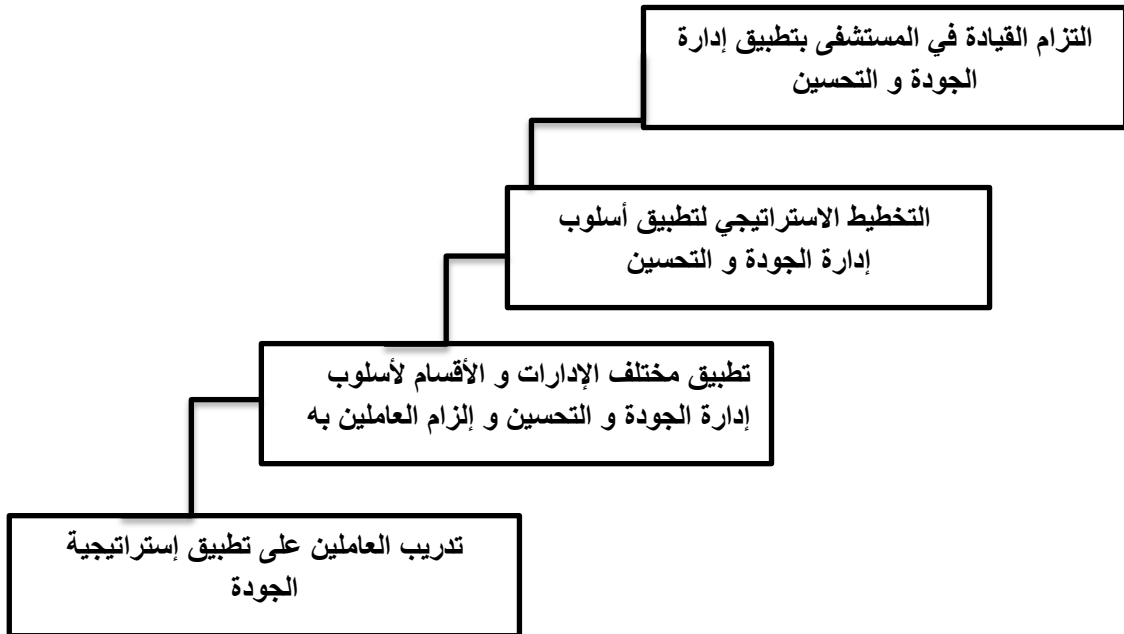 التزام القيادة في المستشفى بتطبيق إدارة
الجودة و التحسين
التخطيط الاستراتيجي لتطبيق أسلوب
إدارة الجودة و التحسين
تطبيق مختلف الإدارات و الأقسام لأسلوب
إدارة الجودة و التحسين و إلزام العاملين به
تدريب العاملين على تطبيق إستراتيجية
الجودة